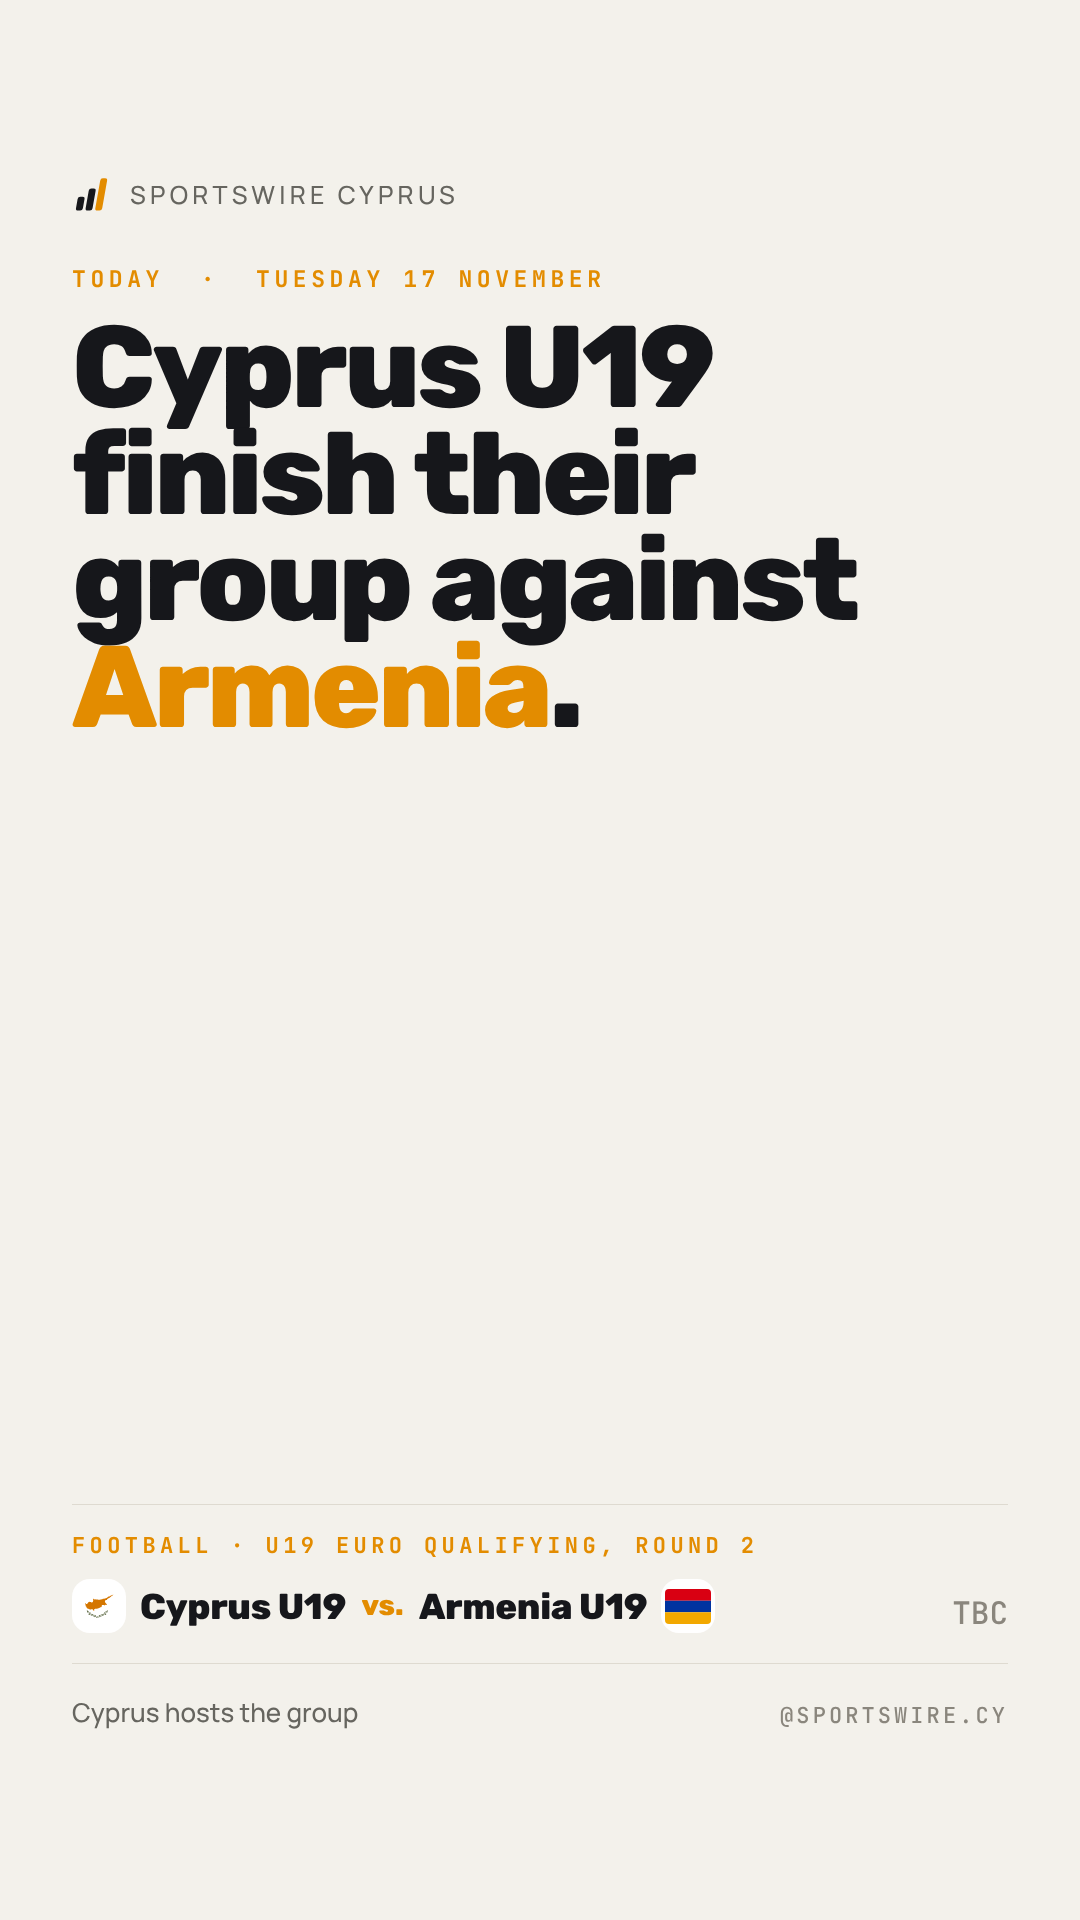 SPORTSWIRE CYPRUS
TODAY · TUESDAY 17 NOVEMBER
Cyprus U19
finish their
group against
Armenia.
FOOTBALL · U19 EURO QUALIFYING, ROUND 2
Cyprus U19 vs. Armenia U19 TBC
Cyprus hosts the group @SPORTSWIRE.CY